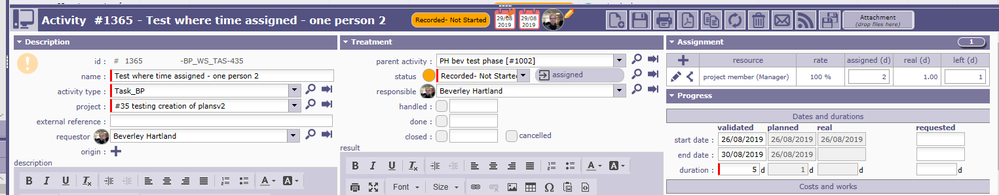 Activity #1365 - Test where time assigned - one person 2
Recorded- Not Started
29/08
2019
29/08
2019
Attachment
(drop files here)
Description
id : # 1365 -BP_WS_TAS-435
name : Test where time assigned - one person 2
activity type : Task_BP
project : #35 testing creation of plansv2
external reference :
requestor Beverley Hartland
origin :
description
B I U Tx A A
Treatment
parent activity : PH bev test phase [#1002]
status Recorded- Not Starte assigned
responsible Beverley Hartland
handled :
done :
closed : cancelled
result
B I U Tx A A
Font Size Ω
Assignment 1
resource rate assigned (d) real (d) left (d)
project member (Manager) 100 % 2 1.00 1
Progress
Dates and durations
validated planned real requested
start date : 26/08/2019 26/08/2019 26/08/2019
end date : 30/08/2019 26/08/2019
duration : 5 d 1 d d d
Costs and works